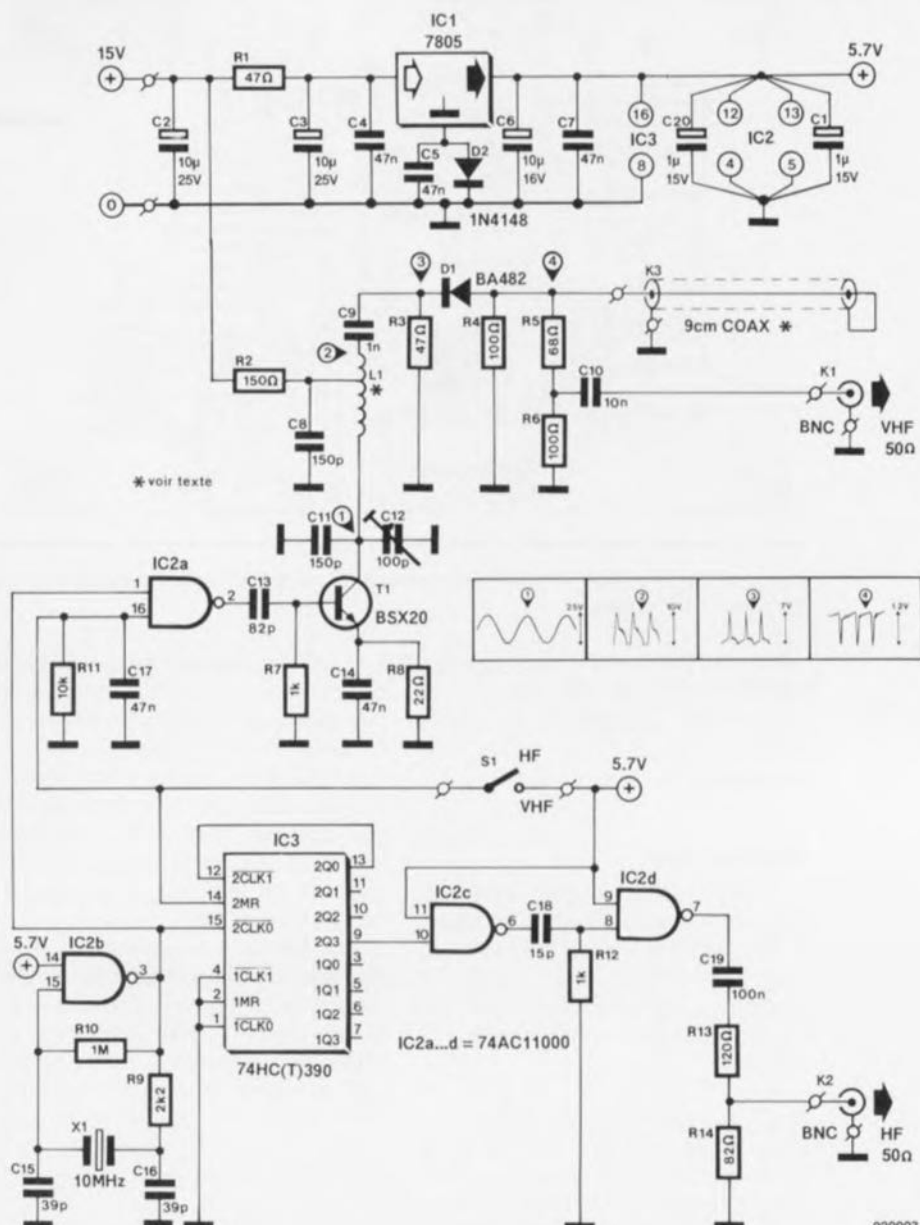 IC1
7805
15V
R1
47Ω
5.7V
C2
10µ
25V
C3
10µ
25V
C4
47n
C5
47n
D2
1N4148
C6
10µ
16V
C7
47n
16
IC3
8
C20
1µ
15V
12
13
IC2
4
5
C1
1µ
15V
0
3
D1
BA482
4
K3
9cm COAX *
C9
1n
2
L1
*
R2
150Ω
C8
150p
R3
47Ω
R4
100Ω
R5
68Ω
C10
10n
R6
100Ω
K1
BNC
VHF
50Ω
* voir texte
C11
150p
1
C12
100p
IC2a
1
16
2
C13
82p
T1
BSX20
R11
10k
C17
47n
R7
1k
C14
47n
R8
22Ω
1
25V
2
10V
3
7V
4
1.2V
S1
HF
VHF
5.7V
IC3
12
2CLK1
14
2MR
15
2CLK0
4
1CLK1
2
1MR
1
1CLK0
2Q0
13
2Q1
11
2Q2
10
2Q3
9
1Q0
3
1Q1
5
1Q2
6
1Q3
7
74HC(T)390
IC2c
11
10
6
C18
15p
R12
1k
IC2d
9
8
7
C19
100n
R13
120Ω
R14
82Ω
K2
BNC
HF
50Ω
IC2a...d = 74AC11000
5.7V
IC2b
14
15
3
R10
1M
R9
2k2
X1
10MHz
C15
39p
C16
39p